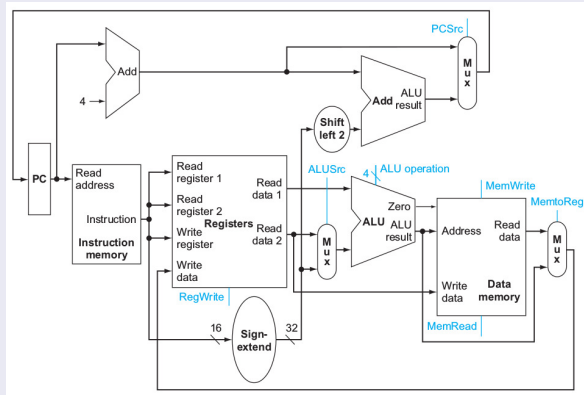 PCSrc
Add
4
M
u
x
ALU
Add
result
Shift
left 2
PC
Read
address
Instruction
Instruction
memory
Read
register 1
Read
register 2
Write
register
Write
data
Registers
Read
data 1
Read
data 2
RegWrite
ALUSrc
M
u
x
4
ALU operation
Zero
ALU
ALU
result
MemWrite
Address
Read
data
Write
data
Data
memory
MemRead
MemtoReg
M
u
x
16
Sign-
extend
32